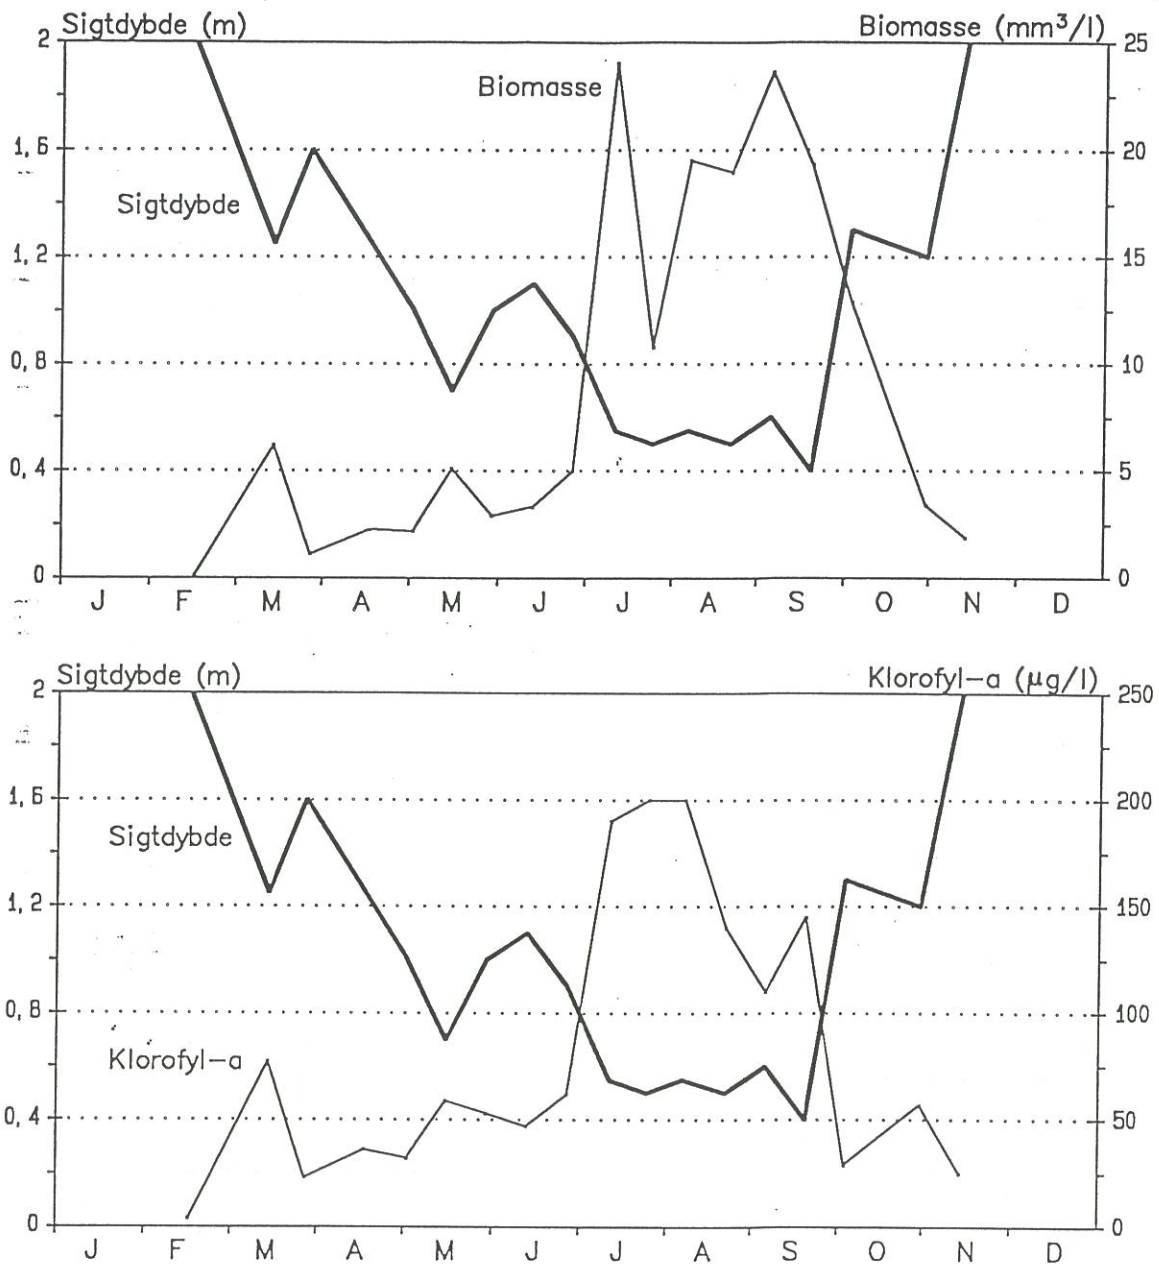 Sigtdybde (m) Biomasse (mm³/l)
2 25
Biomasse
1,6 20
Sigtdybde
1,2 15
0,8 10
0,4 5
0 0
J F M A M J J A S O N D
Sigtdybde (m) Klorofyl-a (µg/l)
2 250
1,6 200
Sigtdybde
1,2 150
0,8 100
Klorofyl-a
0,4 50
0 0
J F M A M J J A S O N D